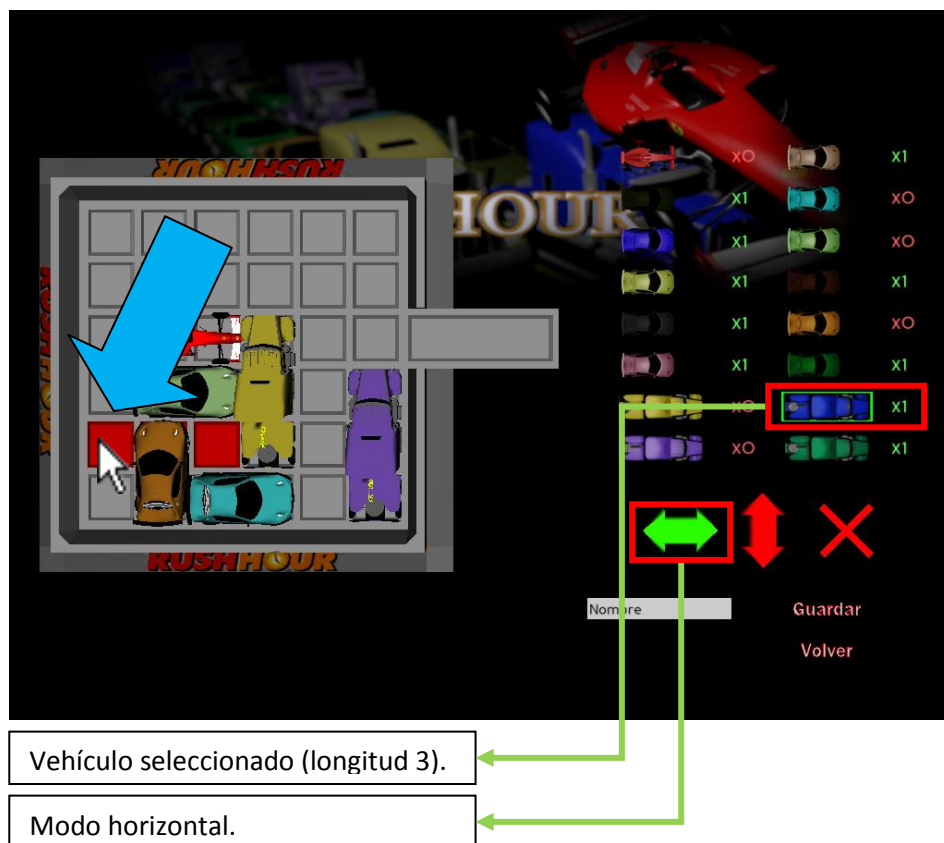 RUSHHOUR
HOUR
RUSHHOUR
RUSHHOUR
RUSHHOUR
x0 x1
x1 x0
x1 x0
x1 x1
x1 x0
x1 x1
x0 x1
x0 x1
Nombre Guardar
Volver
Vehículo seleccionado (longitud 3).
Modo horizontal.